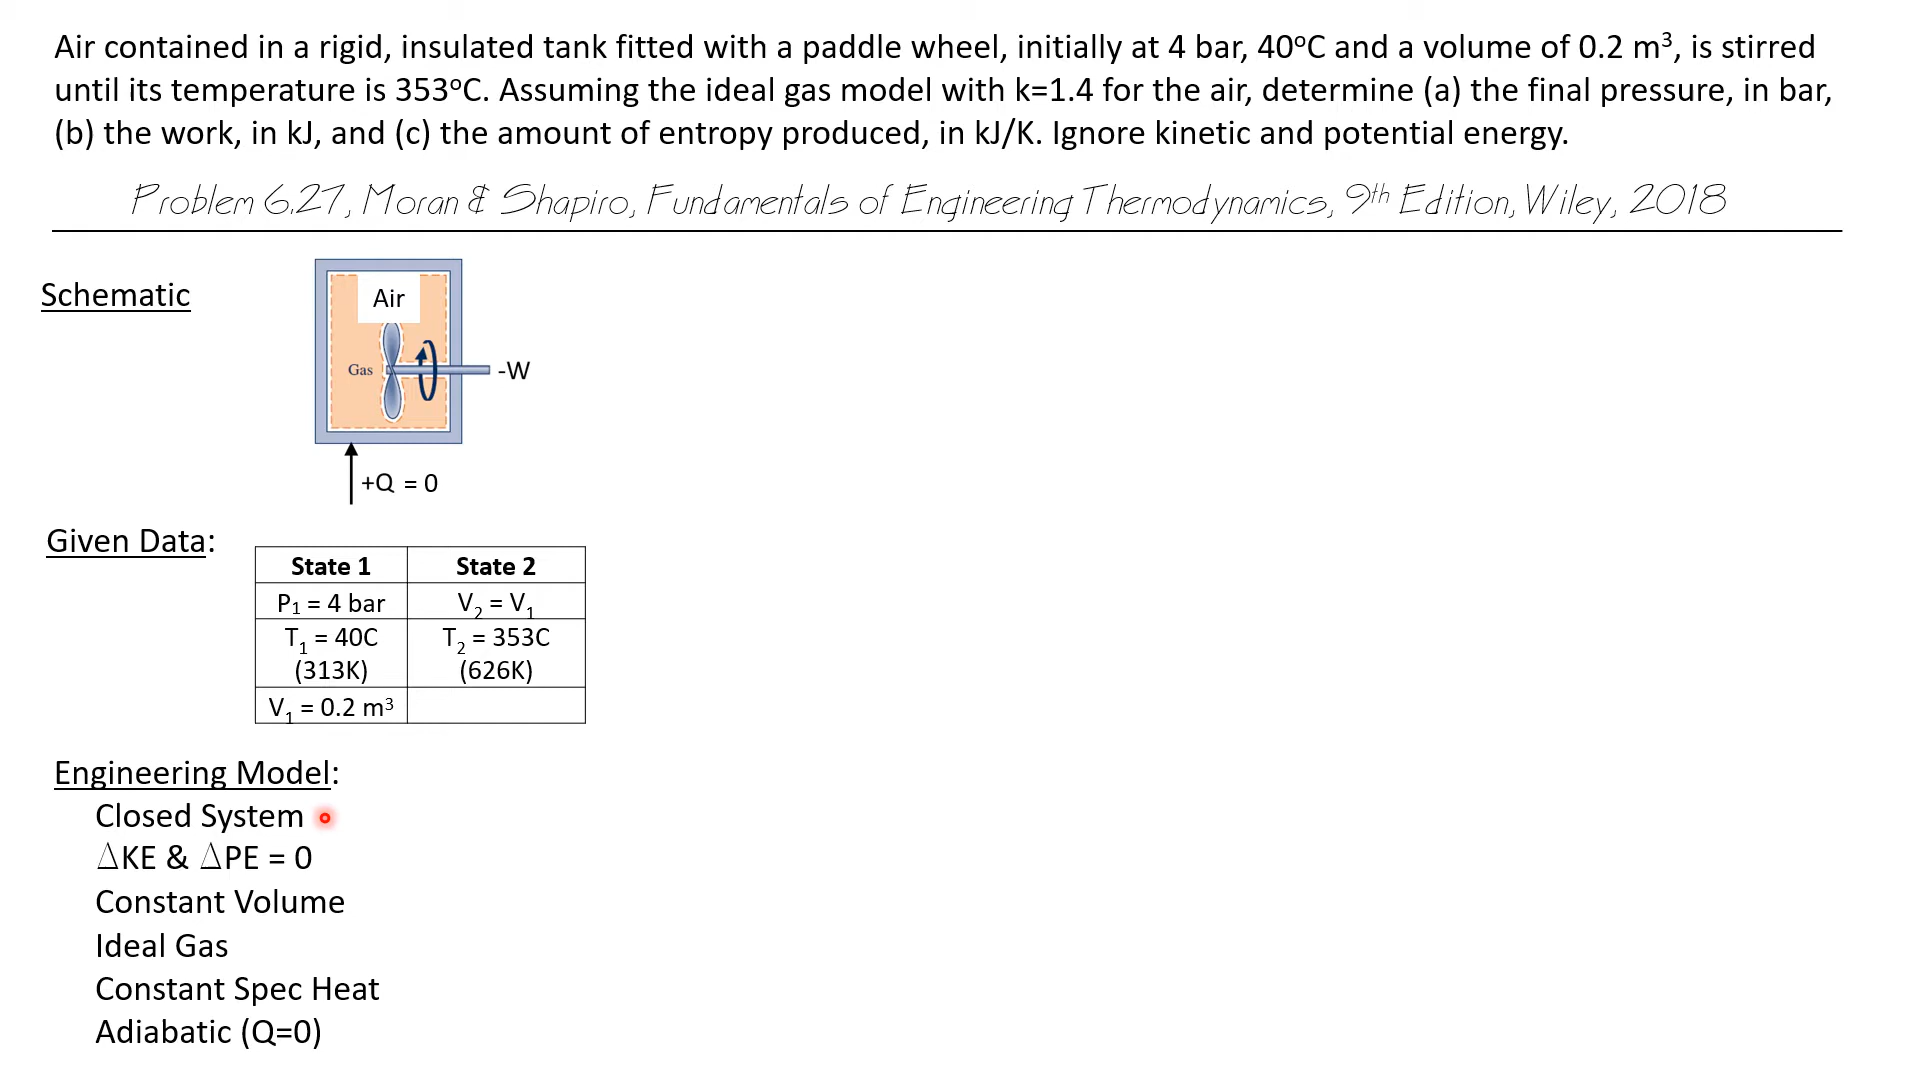 Air contained in a rigid, insulated tank fitted with a paddle wheel, initially at 4 bar, 40ºC and a volume of 0.2 m³, is stirred
until its temperature is 353ºC. Assuming the ideal gas model with k=1.4 for the air, determine (a) the final pressure, in bar,
(b) the work, in kJ, and (c) the amount of entropy produced, in kJ/K. Ignore kinetic and potential energy.
Problem 6.27, Moran & Shapiro, Fundamentals of Engineering Thermodynamics, 9th Edition, Wiley, 2018
Schematic
Air
Gas
-W
+Q = 0
Given Data:
State 1 State 2
P1 = 4 bar V₂ = V₁
T₁ = 40C T₂ = 353C
(313K) (626K)
V₁ = 0.2 m³
Engineering Model:
Closed System
ΔKE & ΔPE = 0
Constant Volume
Ideal Gas
Constant Spec Heat
Adiabatic (Q=0)